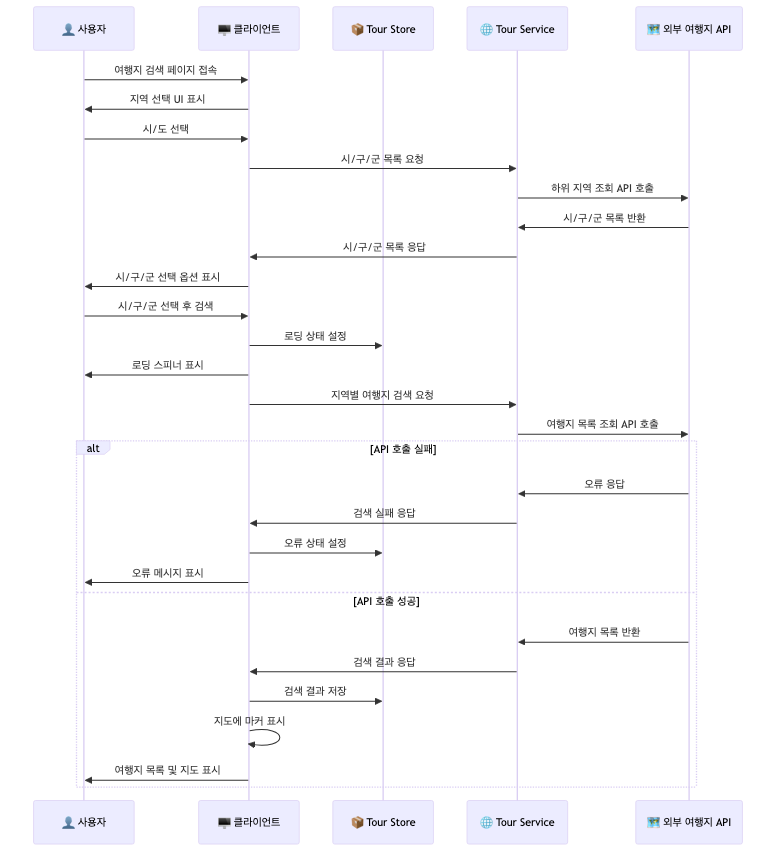 👤 사용자
🖥️ 클라이언트
📦 Tour Store
🌐 Tour Service
🗺️ 외부 여행지 API
여행지 검색 페이지 접속
지역 선택 UI 표시
시/도 선택
시/구/군 목록 요청
하위 지역 조회 API 호출
시/구/군 목록 반환
시/구/군 목록 응답
시/구/군 선택 옵션 표시
시/구/군 선택 후 검색
로딩 상태 설정
로딩 스피너 표시
지역별 여행지 검색 요청
여행지 목록 조회 API 호출
alt
[API 호출 실패]
오류 응답
검색 실패 응답
오류 상태 설정
오류 메시지 표시
[API 호출 성공]
여행지 목록 반환
검색 결과 응답
검색 결과 저장
지도에 마커 표시
여행지 목록 및 지도 표시
👤 사용자
🖥️ 클라이언트
📦 Tour Store
🌐 Tour Service
🗺️ 외부 여행지 API